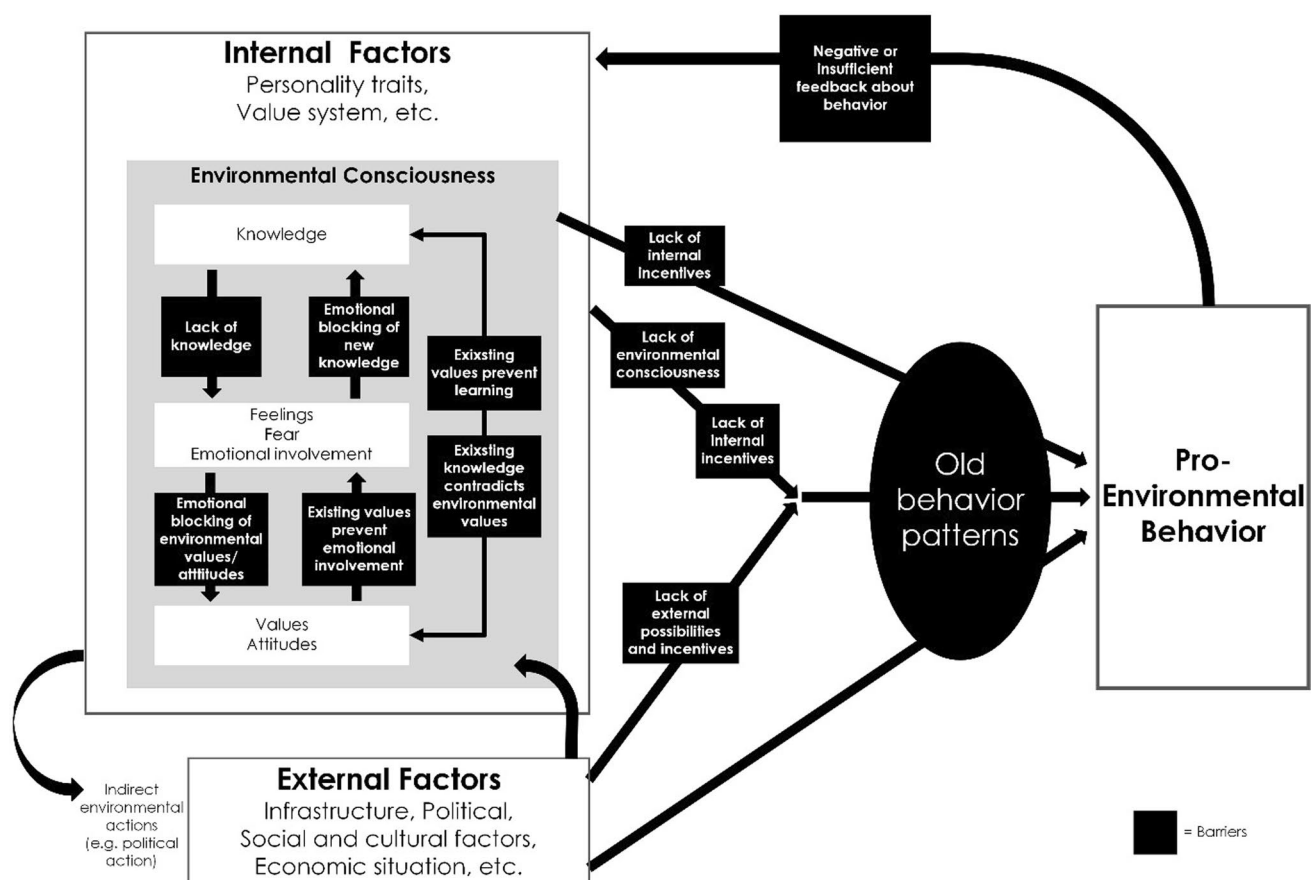 Internal Factors
Personality traits,
Value system, etc.
Environmental Consciousness
Knowledge
Lack of
knowledge
Emotional
blocking of
new
knowledge
Exixsting
values prevent
learning
Feelings
Fear
Emotional involvement
Exixsting
knowledge
contradicts
environmental
values
Emotional
blocking of
environmental
values/
attitudes
Existing values
prevent
emotional
involvement
Values
Attitudes
Negative or
Insufficient
feedback about
behavior
Lack of
internal
incentives
Lack of
environmental
consciousness
Lack of
Internal
incentives
Lack of
external
possibilities
and incentives
Old
behavior
patterns
Pro-
Environmental
Behavior
Indirect
environmental
actions
(e.g. political
action)
External Factors
Infrastructure, Political,
Social and cultural factors,
Economic situation, etc.
= Barriers